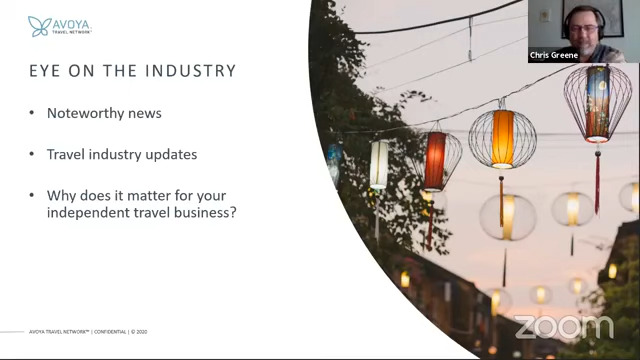 AVOYA
TRAVEL NETWORK™
Chris Greene
EYE ON THE INDUSTRY
• Noteworthy news
• Travel industry updates
• Why does it matter for your
independent travel business?
AVOYA TRAVEL NETWORK™ | CONFIDENTIAL | © 2020
zoom